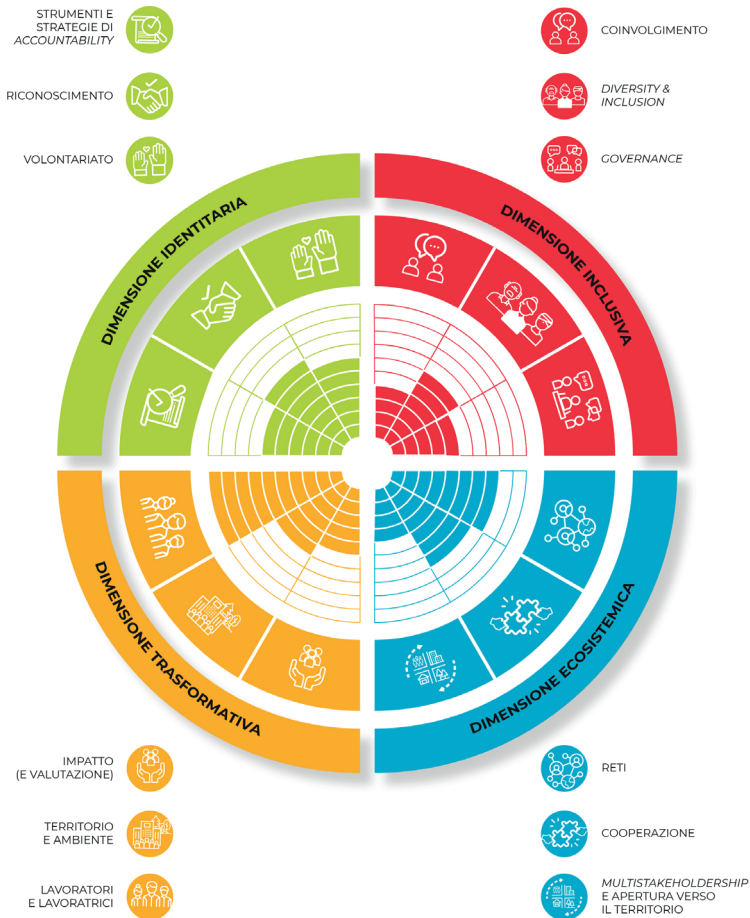 STRUMENTI E
STRATEGIE DI
ACCOUNTABILITY
RICONOSCIMENTO
VOLONTARIATO
COINVOLGIMENTO
DIVERSITY &
INCLUSION
GOVERNANCE
DIMENSIONE IDENTITARIA
DIMENSIONE INCLUSIVA
DIMENSIONE TRASFORMATIVA
DIMENSIONE ECOSISTEMICA
IMPATTO
(E VALUTAZIONE)
TERRITORIO
E AMBIENTE
LAVORATORI
E LAVORATRICI
RETI
COOPERAZIONE
MULTISTAKEHOLDERSHIP
E APERTURA VERSO
IL TERRITORIO